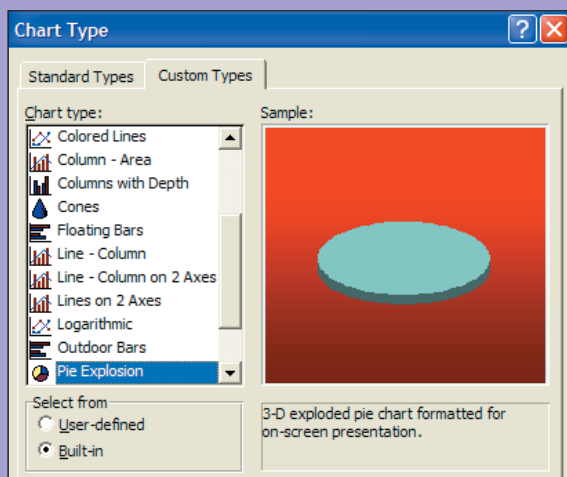 Chart Type
?
Standard Types
Custom Types
Chart type:
Colored Lines
Column - Area
Columns with Depth
Cones
Floating Bars
Line - Column
Line - Column on 2 Axes
Lines on 2 Axes
Logarithmic
Outdoor Bars
Pie Explosion
Sample:
Select from
User-defined
Built-in
3-D exploded pie chart formatted for
on-screen presentation.